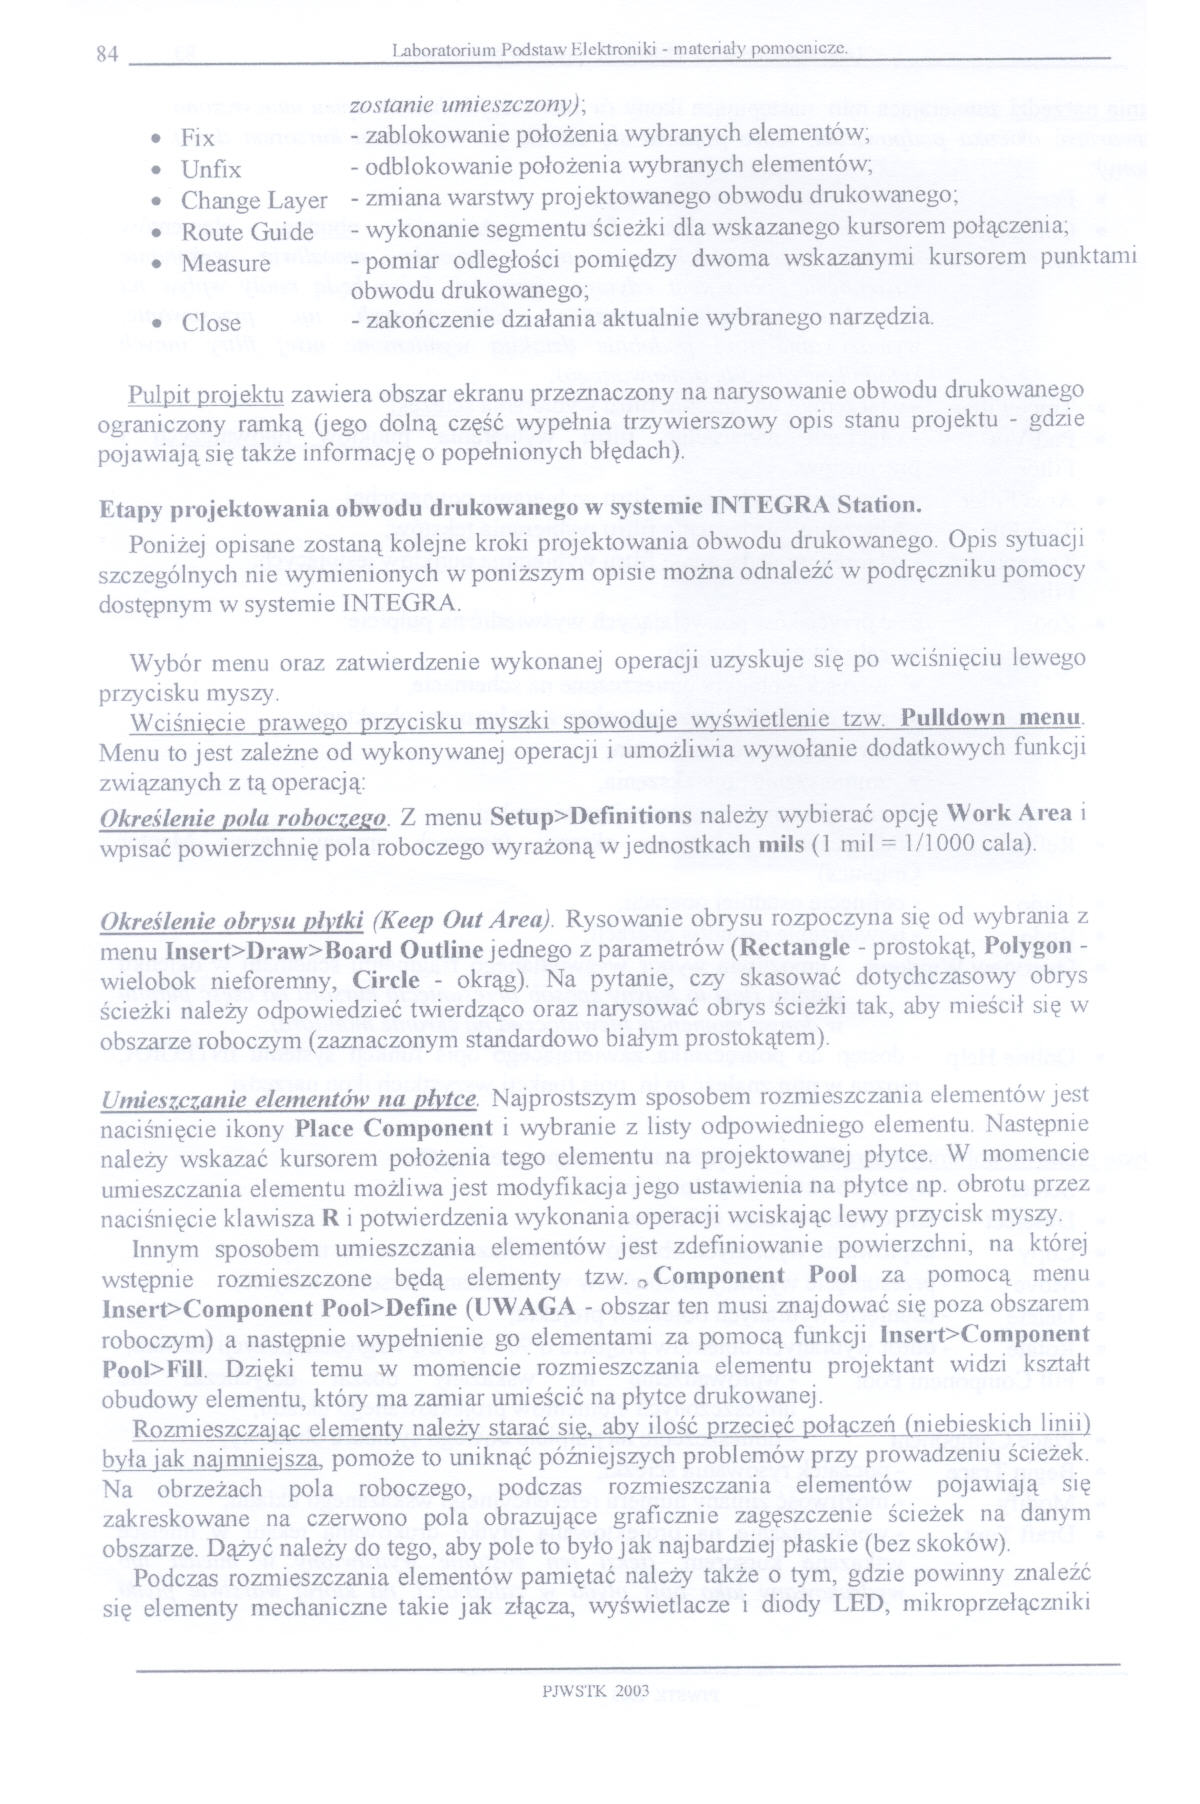 84 Laboratorium Podstaw Elektroniki - materiały pomocnicze.
zostanie umieszczony);
• Fix - zablokowanie położenia wybranych elementów;
• Unfix - odblokowanie położenia wybranych elementów;
• Change Layer - zmiana warstwy projektowanego obwodu drukowanego;
• Route Guide - wykonanie segmentu ścieżki dla wskazanego kursorem połączenia;
• Measure - pomiar odległości pomiędzy dwoma wskazanymi kursorem punktami
obwodu drukowanego;
• Close - zakończenie działania aktualnie wybranego narzędzia.
Pulpit projektu zawiera obszar ekranu przeznaczony na narysowanie obwodu drukowanego
ograniczony ramką (jego dolną część wypełnia trzywierszowy opis stanu projektu - gdzie
pojawiają się także informację o popełnionych błędach).
Etapy projektowania obwodu drukowanego w systemie INTEGRA Station.
Poniżej opisane zostaną kolejne kroki projektowania obwodu drukowanego. Opis sytuacji
szczególnych nie wymienionych w poniższym opisie można odnaleźć w podręczniku pomocy
dostępnym w systemie INTEGRA.
Wybór menu oraz zatwierdzenie wykonanej operacji uzyskuje się po wciśnięciu lewego
przycisku myszy.
Wciśnięcie prawego przycisku myszki spowoduje wyświetlenie tzw. Pulldown menu.
Menu to jest zależne od wykonywanej operacji i umożliwia wywołanie dodatkowych funkcji
związanych z tą operacją:
Określenie pola roboczego. Z menu Setup>Definitions należy wybierać opcję Work Area i
wpisać powierzchnię pola roboczego wyrażoną w jednostkach mils (1 mil = 1/1000 cala).
Określenie obrysu płytki (Keep Out Area). Rysowanie obrysu rozpoczyna się od wybrania z
menu Insert>Draw>Board Outline jednego z parametrów (Rectangle - prostokąt, Polygon -
wielobok nieforemny, Circle - okrąg). Na pytanie, czy skasować dotychczasowy obrys
ścieżki należy odpowiedzieć twierdząco oraz narysować obrys ścieżki tak, aby mieścił się w
obszarze roboczym (zaznaczonym standardowo białym prostokątem).
Umieszczanie elementów na płytce. Najprostszym sposobem rozmieszczania elementów jest
naciśnięcie ikony Place Component i wybranie z listy odpowiedniego elementu. Następnie
należy wskazać kursorem położenia tego elementu na projektowanej płytce. W momencie
umieszczania elementu możliwa jest modyfikacja jego ustawienia na płytce np. obrotu przez
naciśnięcie klawisza R i potwierdzenia wykonania operacji wciskając lewy przycisk myszy.
Innym sposobem umieszczania elementów jest zdefiniowanie powierzchni, na której
wstępnie rozmieszczone będą elementy tzw. Component Pool za pomocą menu
Insert>Component Pool>Define (UWAGA - obszar ten musi znajdować się poza obszarem
roboczym) a następnie wypełnienie go elementami za pomocą funkcji Insert>Component
Pool>Fill. Dzięki temu w momencie rozmieszczania elementu projektant widzi kształt
obudowy elementu, który ma zamiar umieścić na płytce drukowanej.
Rozmieszczając elementy należy starać się, aby ilość przecięć połączeń (niebieskich linii)
była jak najmniejsza, pomoże to uniknąć późniejszych problemów przy prowadzeniu ścieżek.
Na obrzeżach pola roboczego, podczas rozmieszczania elementów pojawiają się
zakreskowane na czerwono pola obrazujące graficznie zagęszczenie ścieżek na danym
obszarze. Dążyć należy do tego, aby pole to było jak najbardziej płaskie (bez skoków).
Podczas rozmieszczania elementów pamiętać należy także o tym, gdzie powinny znaleźć
się elementy mechaniczne takie jak złącza, wyświetlacze i diody LED, mikroprzełączniki
PJWSTK 2003